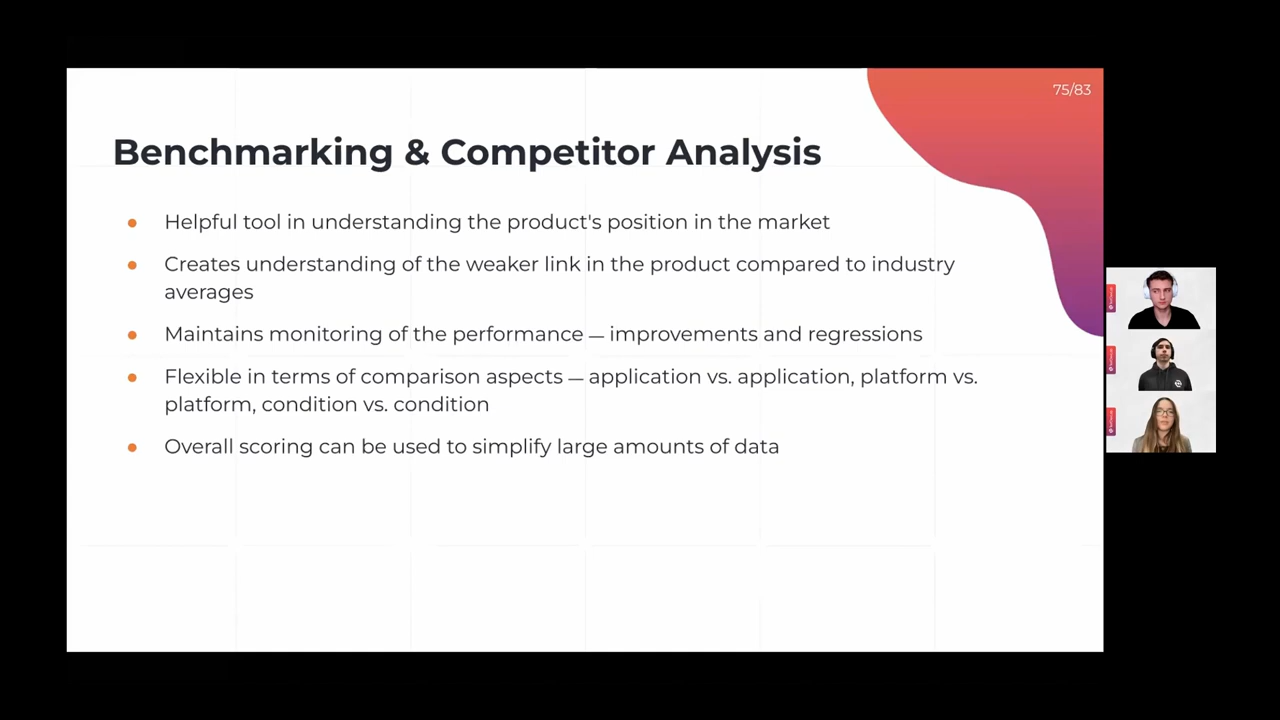 75/83
Benchmarking & Competitor Analysis
● Helpful tool in understanding the product's position in the market
● Creates understanding of the weaker link in the product compared to industry
averages
● Maintains monitoring of the performance — improvements and regressions
● Flexible in terms of comparison aspects — application vs. application, platform vs.
platform, condition vs. condition
● Overall scoring can be used to simplify large amounts of data